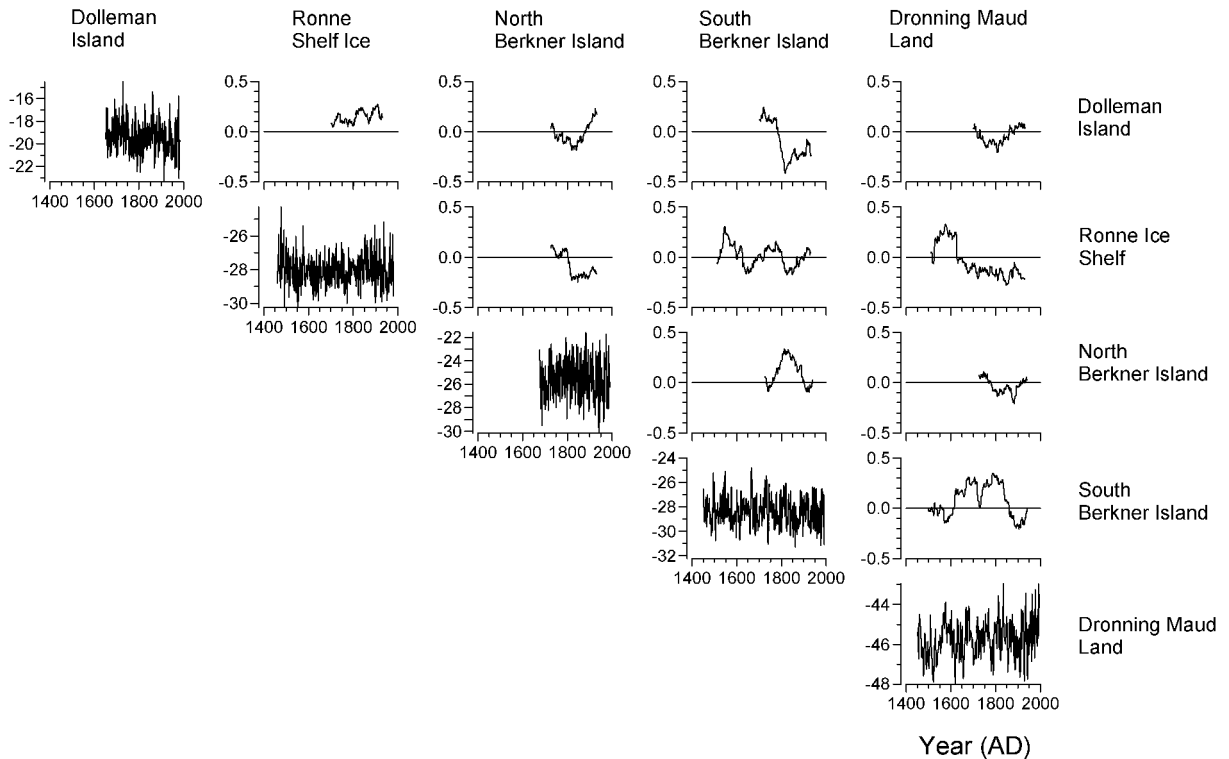 Dolleman
Island
Ronne
Shelf Ice
North
Berkner Island
South
Berkner Island
Dronning Maud
Land
-16
-18
-20
-22
1400 1600 1800 2000
0.5
0.0
-0.5
0.5
0.0
-0.5
0.5
0.0
-0.5
0.5
0.0
-0.5
Dolleman
Island
-26
-28
-30
1400 1600 1800 2000
0.5
0.0
-0.5
0.5
0.0
-0.5
0.5
0.0
-0.5
Ronne Ice
Shelf
-22
-24
-26
-28
-30
1400 1600 1800 2000
0.5
0.0
-0.5
0.5
0.0
-0.5
North
Berkner Island
-24
-26
-28
-30
-32
1400 1600 1800 2000
0.5
0.0
-0.5
South
Berkner Island
-44
-46
-48
1400 1600 1800 2000
Dronning Maud
Land
Year (AD)